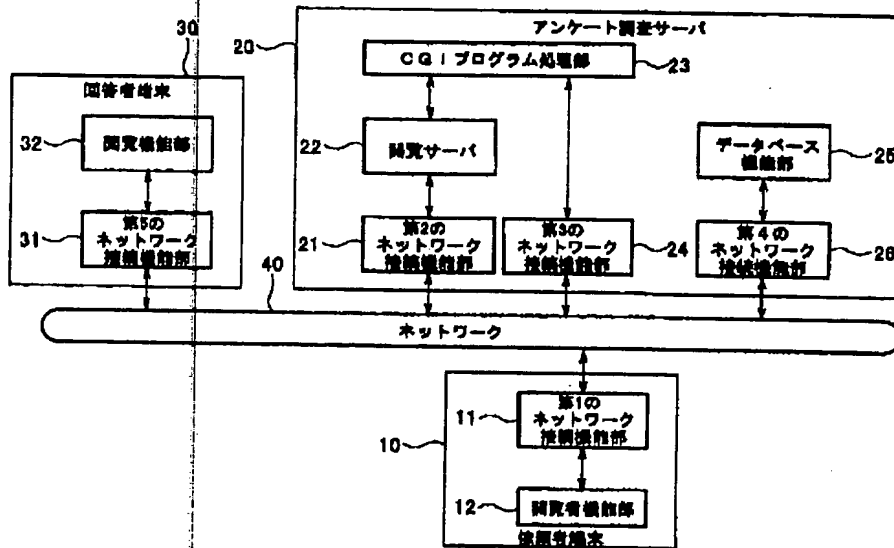 30
20
アンケート調査サーバ
CGIプログラム処理部
23
回答者端末
32
閲覧機能部
22
閲覧サーバ
データベース
機能部
25
31
第5の
ネットワーク
接続機能部
21
第2の
ネットワーク
接続機能部
第3の
ネットワーク
接続機能部
24
第4の
ネットワーク
接続機能部
26
40
ネットワーク
10
11
第1の
ネットワーク
接続機能部
12
閲覧者機能部
依頼者端末